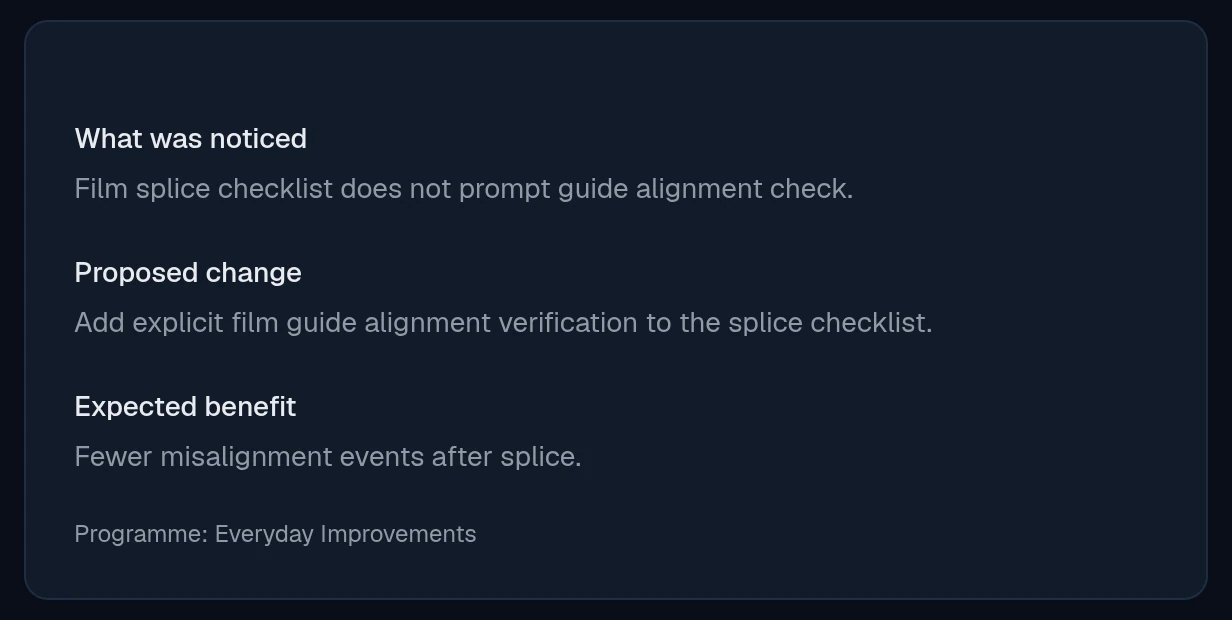 What was noticed
Film splice checklist does not prompt guide alignment check.
Proposed change
Add explicit film guide alignment verification to the splice checklist.
Expected benefit
Fewer misalignment events after splice.
Programme: Everyday Improvements